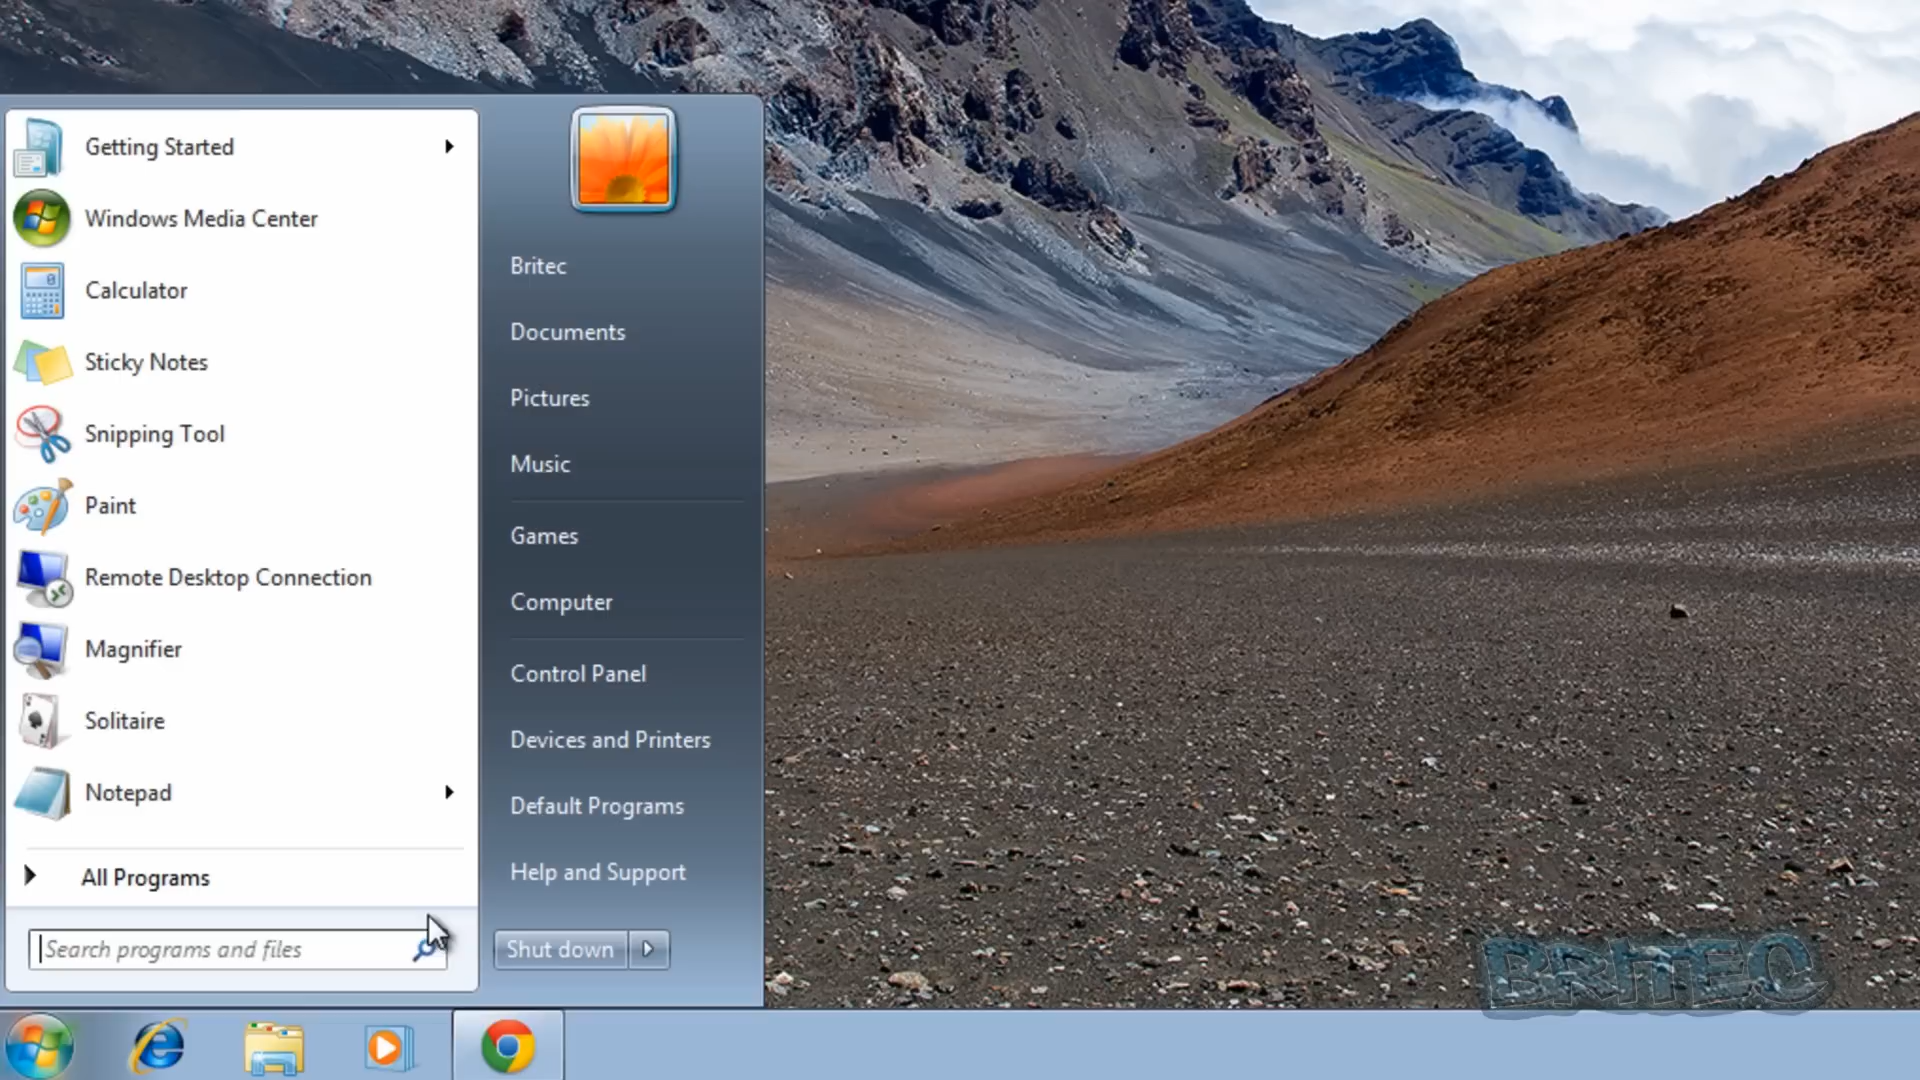 Getting Started
Windows Media Center
Calculator
Sticky Notes
Snipping Tool
Paint
Remote Desktop Connection
Magnifier
Solitaire
Notepad
All Programs
Search programs and files
Britec
Documents
Pictures
Music
Games
Computer
Control Panel
Devices and Printers
Default Programs
Help and Support
Shut down
BRITEC